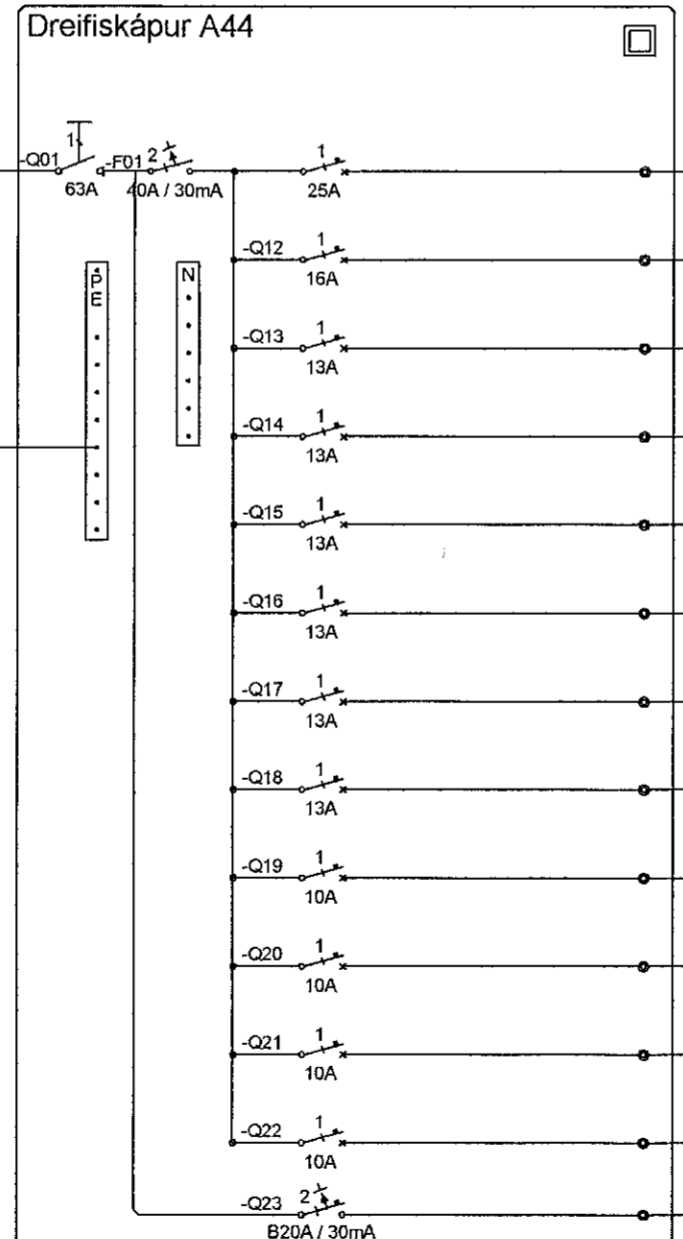 Dreifiskápur A44
-Q01 1 63A
-F01 2 40A / 30mA
1 25A
PE
N
-Q12 1 16A
-Q13 1 13A
-Q14 1 13A
-Q15 1 13A
-Q16 1 13A
-Q17 1 13A
-Q18 1 13A
-Q19 1 10A
-Q20 1 10A
-Q21 1 10A
-Q22 1 10A
-Q23 2 B20A / 30mA